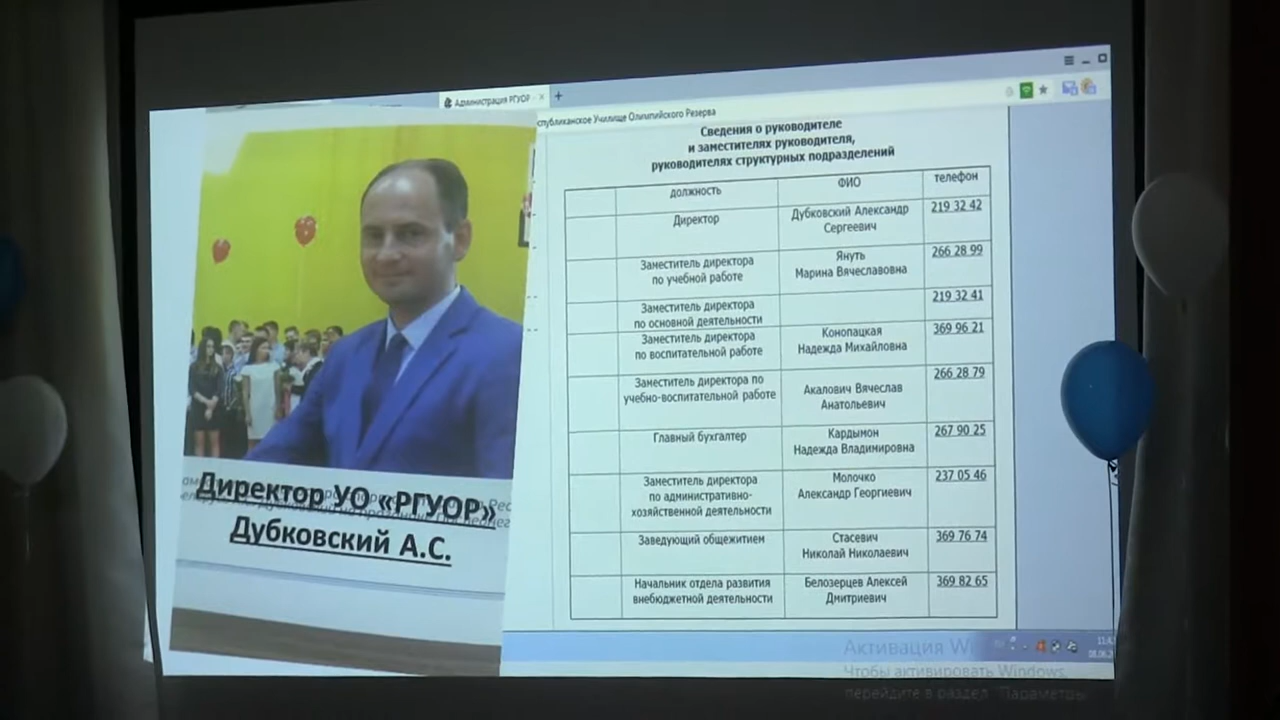 Администрация РГУОР
спубликанское Училище Олимпийского Резерва
Директор УО «РГУОР»
Дубковский А.С.
Сведения о руководителе
и заместителях руководителя,
руководителях структурных подразделений
должность ФИО телефон
Директор Дубковский Александр 219 32 42
Сергеевич
Заместитель директора Януть 266 28 99
по учебной работе Марина Вячеславовна
Заместитель директора 219 32 41
по основной деятельности
Заместитель директора Конопацкая 369 96 21
по воспитательной работе Надежда Михайловна
Заместитель директора по Акалович Вячеслав 266 28 79
учебно-воспитательной работе Анатольевич
Главный бухгалтер Кардымон 267 90 25
Надежда Владимировна
Заместитель директора Молочко 237 05 46
по административно- Александр Георгиевич
хозяйственной деятельности
Заведующий общежитием Стасевич 369 76 74
Николай Николаевич
Начальник отдела развития Белозерцев Алексей 369 82 65
внебюджетной деятельности Дмитриевич
Активация Wi
Чтобы активировать Windows,
перейдите в раздел "Параметры